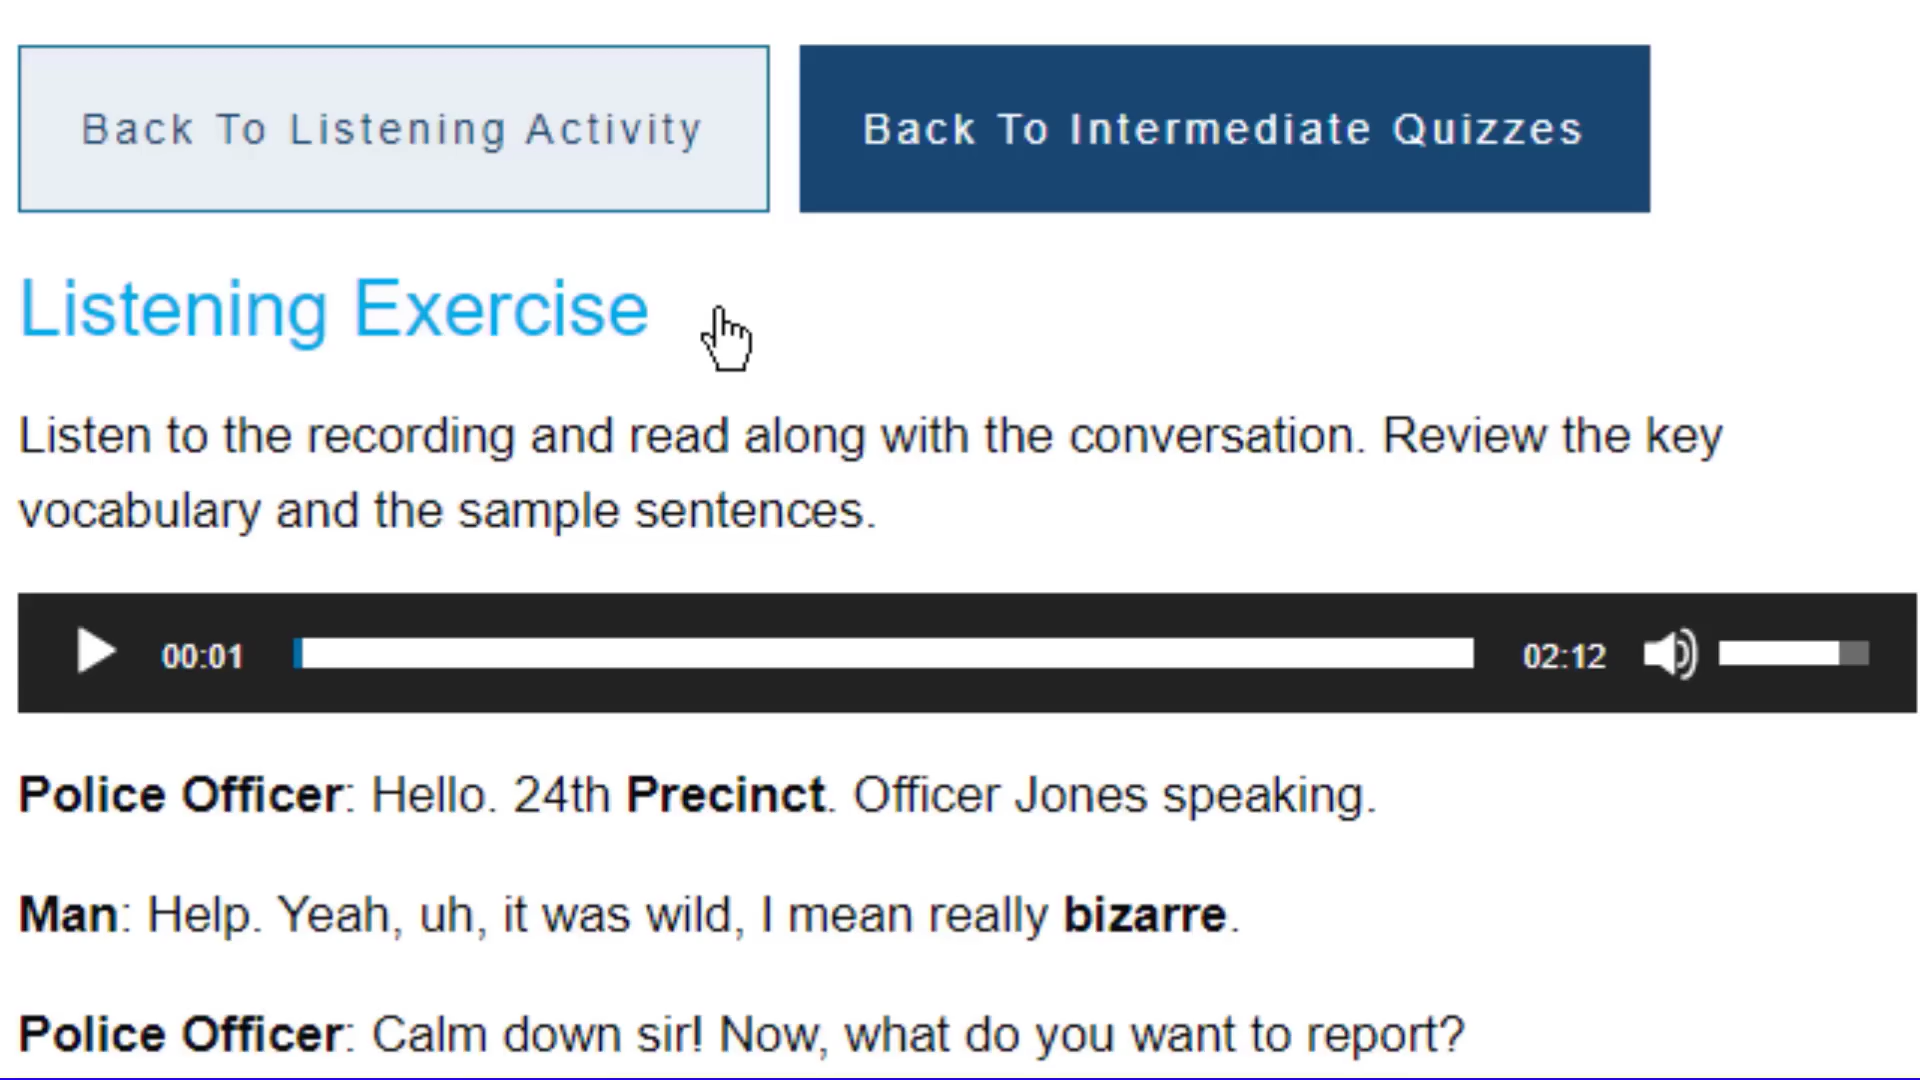 Back To Listening Activity
Back To Intermediate Quizzes
Listening Exercise
Listen to the recording and read along with the conversation. Review the key
vocabulary and the sample sentences.
00:01 02:12
Police Officer: Hello. 24th Precinct. Officer Jones speaking.
Man: Help. Yeah, uh, it was wild, I mean really bizarre.
Police Officer: Calm down sir! Now, what do you want to report?